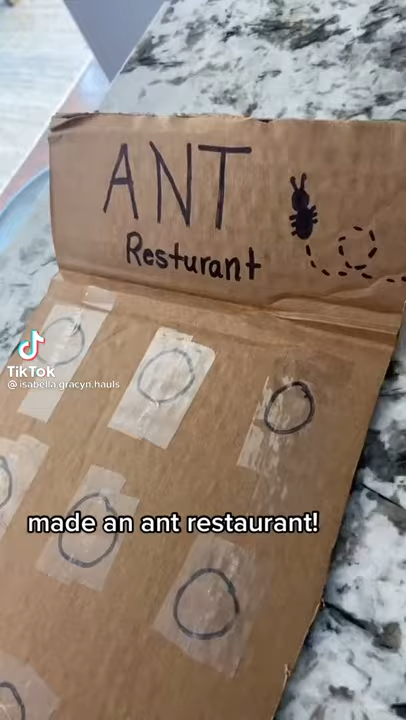 ANT
Resturant
TikTok
@isabella.gracyn.hauls
made an ant restaurant!